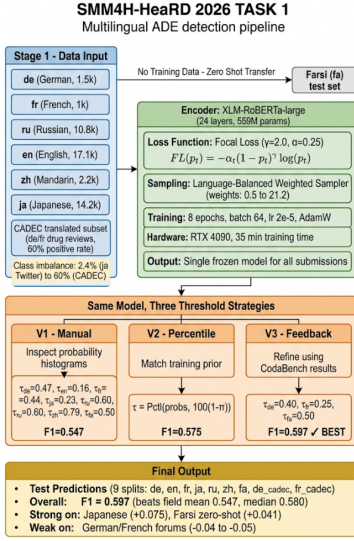 SMM4H-HeaRD 2026 TASK 1
Multilingual ADE detection pipeline
Stage 1 - Data Input
de (German, 1.5k)
fr (French, 1k)
ru (Russian, 10.8k)
en (English, 17.1k)
zh (Mandarin, 2.2k)
ja (Japanese, 14.2k)
CADEC translated subset
(de/fr drug reviews,
60% positive rate)
Class imbalance: 2.4% (ja
Twitter) to 60% (CADEC)
No Training Data - Zero Shot Transfer
Farsi (fa)
test set
Encoder: XLM-RoBERTa-large
(24 layers, 559M params)
Loss Function: Focal Loss (γ=2.0, α=0.25)
FL(pt) = −αt(1 − pt)^γ log(pt)
Sampling: Language-Balanced Weighted Sampler
(weights: 0.5 to 21.2)
Training: 8 epochs, batch 64, lr 2e-5, AdamW
Hardware: RTX 4090, 35 min training time
Output: Single frozen model for all submissions
Same Model, Three Threshold Strategies
V1 - Manual
Inspect probability
histograms
τde=0.47, τen=0.16, τfr=
=0.44, τja=0.23, τru=0.60,
τru=0.60, τzh=0.79, τfa=0.50
F1=0.547
V2 - Percentile
Match training prior
τ = Pctl(probs, 100(1-π))
F1=0.575
V3 - Feedback
Refine using
CodaBench results
τde=0.40, τfr=0.25,
τfa=0.50
F1=0.597 ✓ BEST
Final Output
• Test Predictions (9 splits: de, en, fr, ja, ru, zh, fa, de_cadec, fr_cadec)
• Overall: F1 = 0.597 (beats field mean 0.547, median 0.580)
• Strong on: Japanese (+0.075), Farsi zero-shot (+0.041)
• Weak on: German/French forums (-0.04 to -0.05)